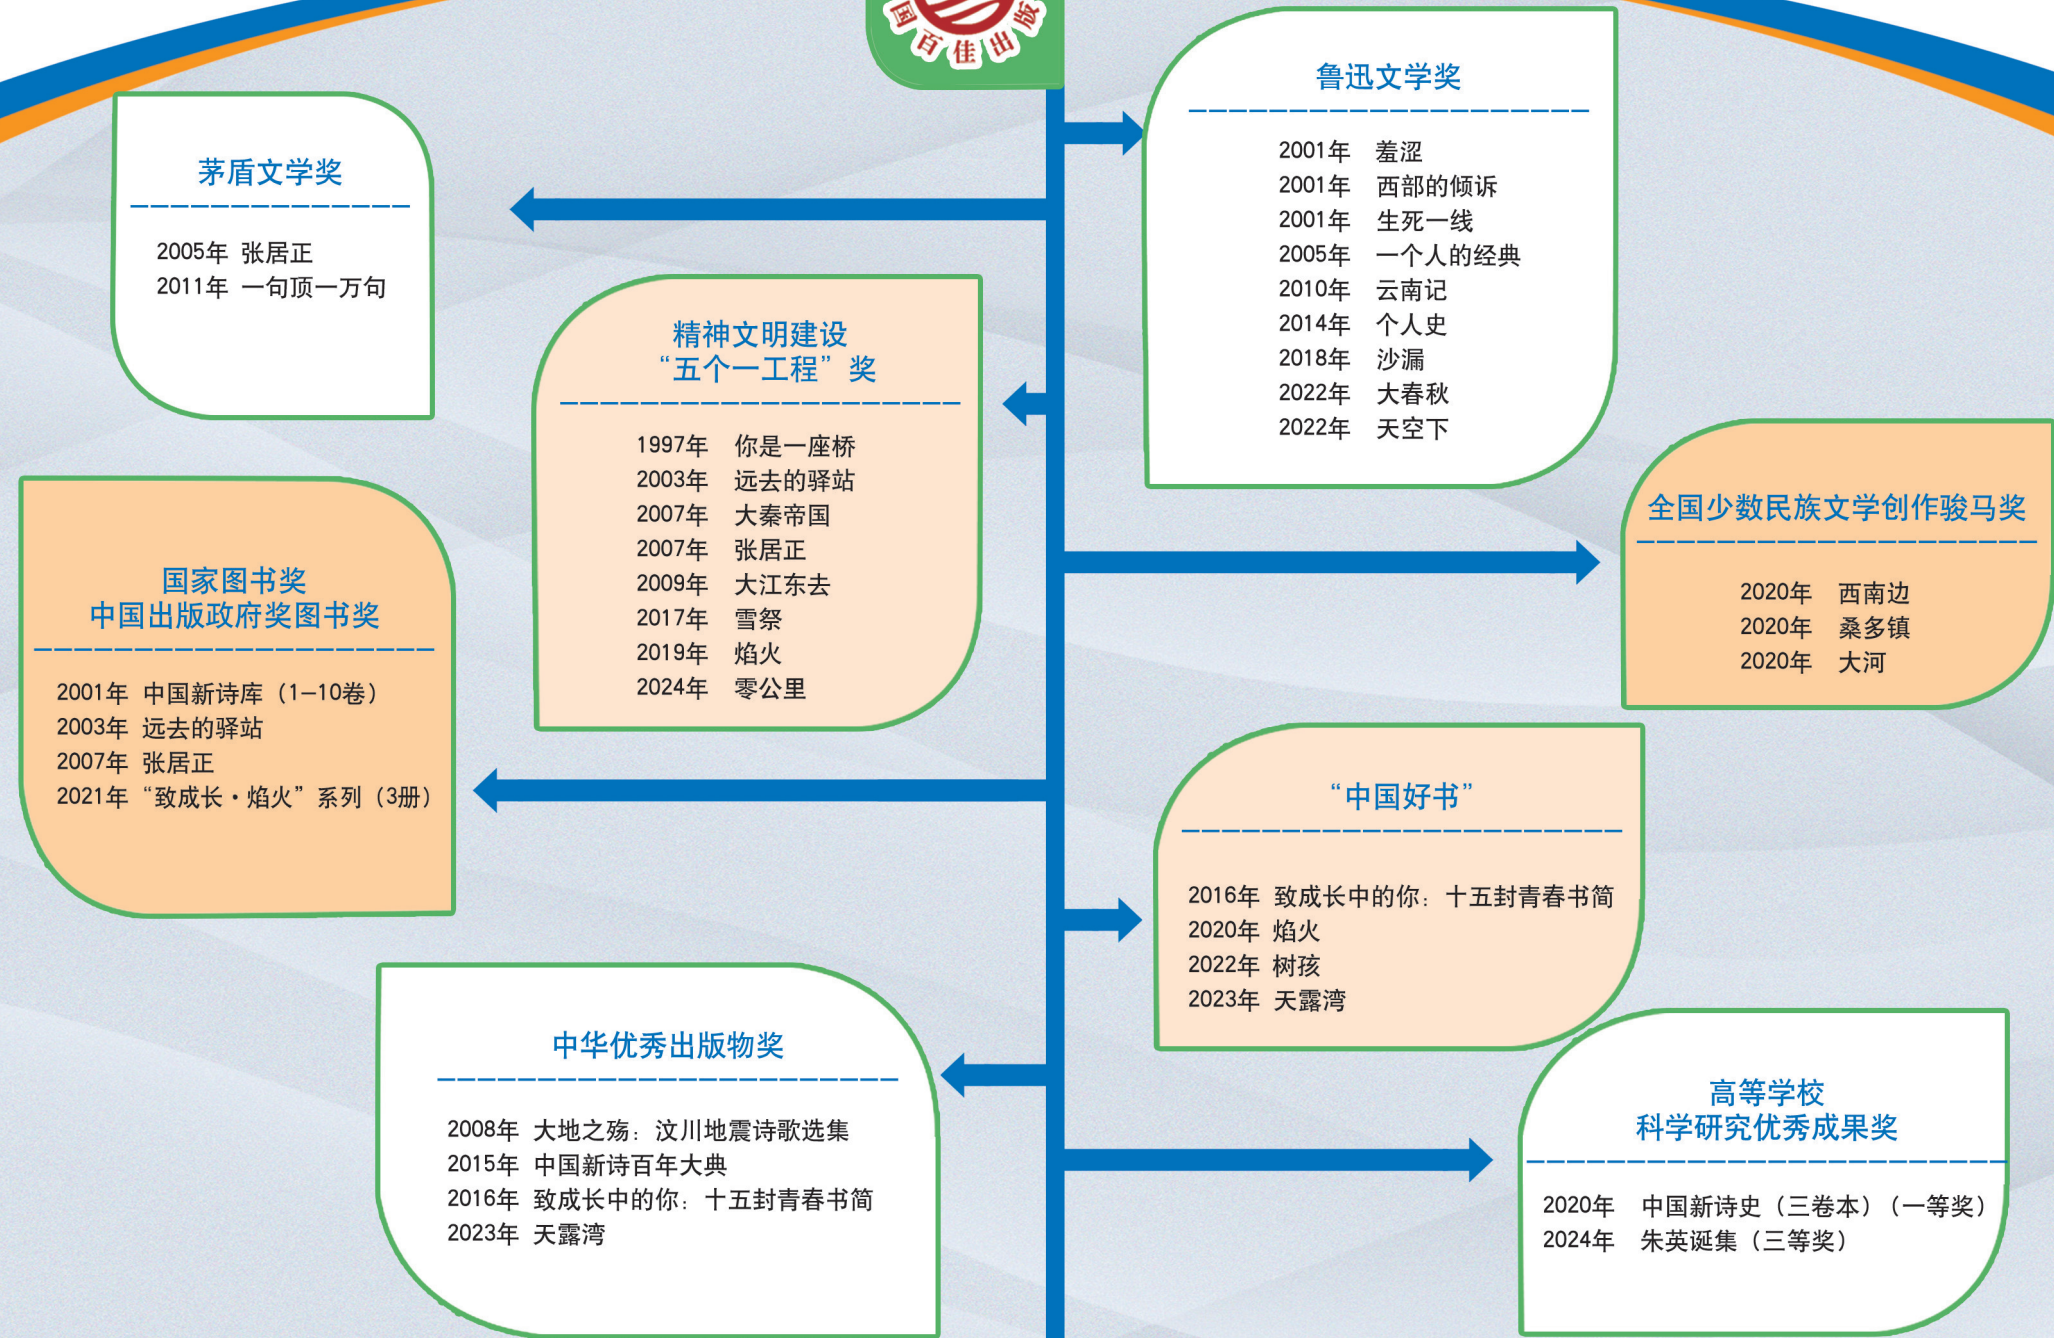 国百佳出版
鲁迅文学奖
2001年 羞涩
2001年 西部的倾诉
2001年 生死一线
2005年 一个人的经典
2010年 云南记
2014年 个人史
2018年 沙漏
2022年 大春秋
2022年 天空下
茅盾文学奖
2005年 张居正
2011年 一句顶一万句
精神文明建设
“五个一工程”奖
1997年 你是一座桥
2003年 远去的驿站
2007年 大秦帝国
2007年 张居正
2009年 大江东去
2017年 雪祭
2019年 焰火
2024年 零公里
全国少数民族文学创作骏马奖
2020年 西南边
2020年 桑多镇
2020年 大河
国家图书奖
中国出版政府奖图书奖
2001年 中国新诗库（1—10卷）
2003年 远去的驿站
2007年 张居正
2021年 “致成长·焰火”系列（3册）
“中国好书”
2016年 致成长中的你：十五封青春书简
2020年 焰火
2022年 树孩
2023年 天露湾
中华优秀出版物奖
2008年 大地之殇：汶川地震诗歌选集
2015年 中国新诗百年大典
2016年 致成长中的你：十五封青春书简
2023年 天露湾
高等学校
科学研究优秀成果奖
2020年 中国新诗史（三卷本）（一等奖）
2024年 朱英诞集（三等奖）